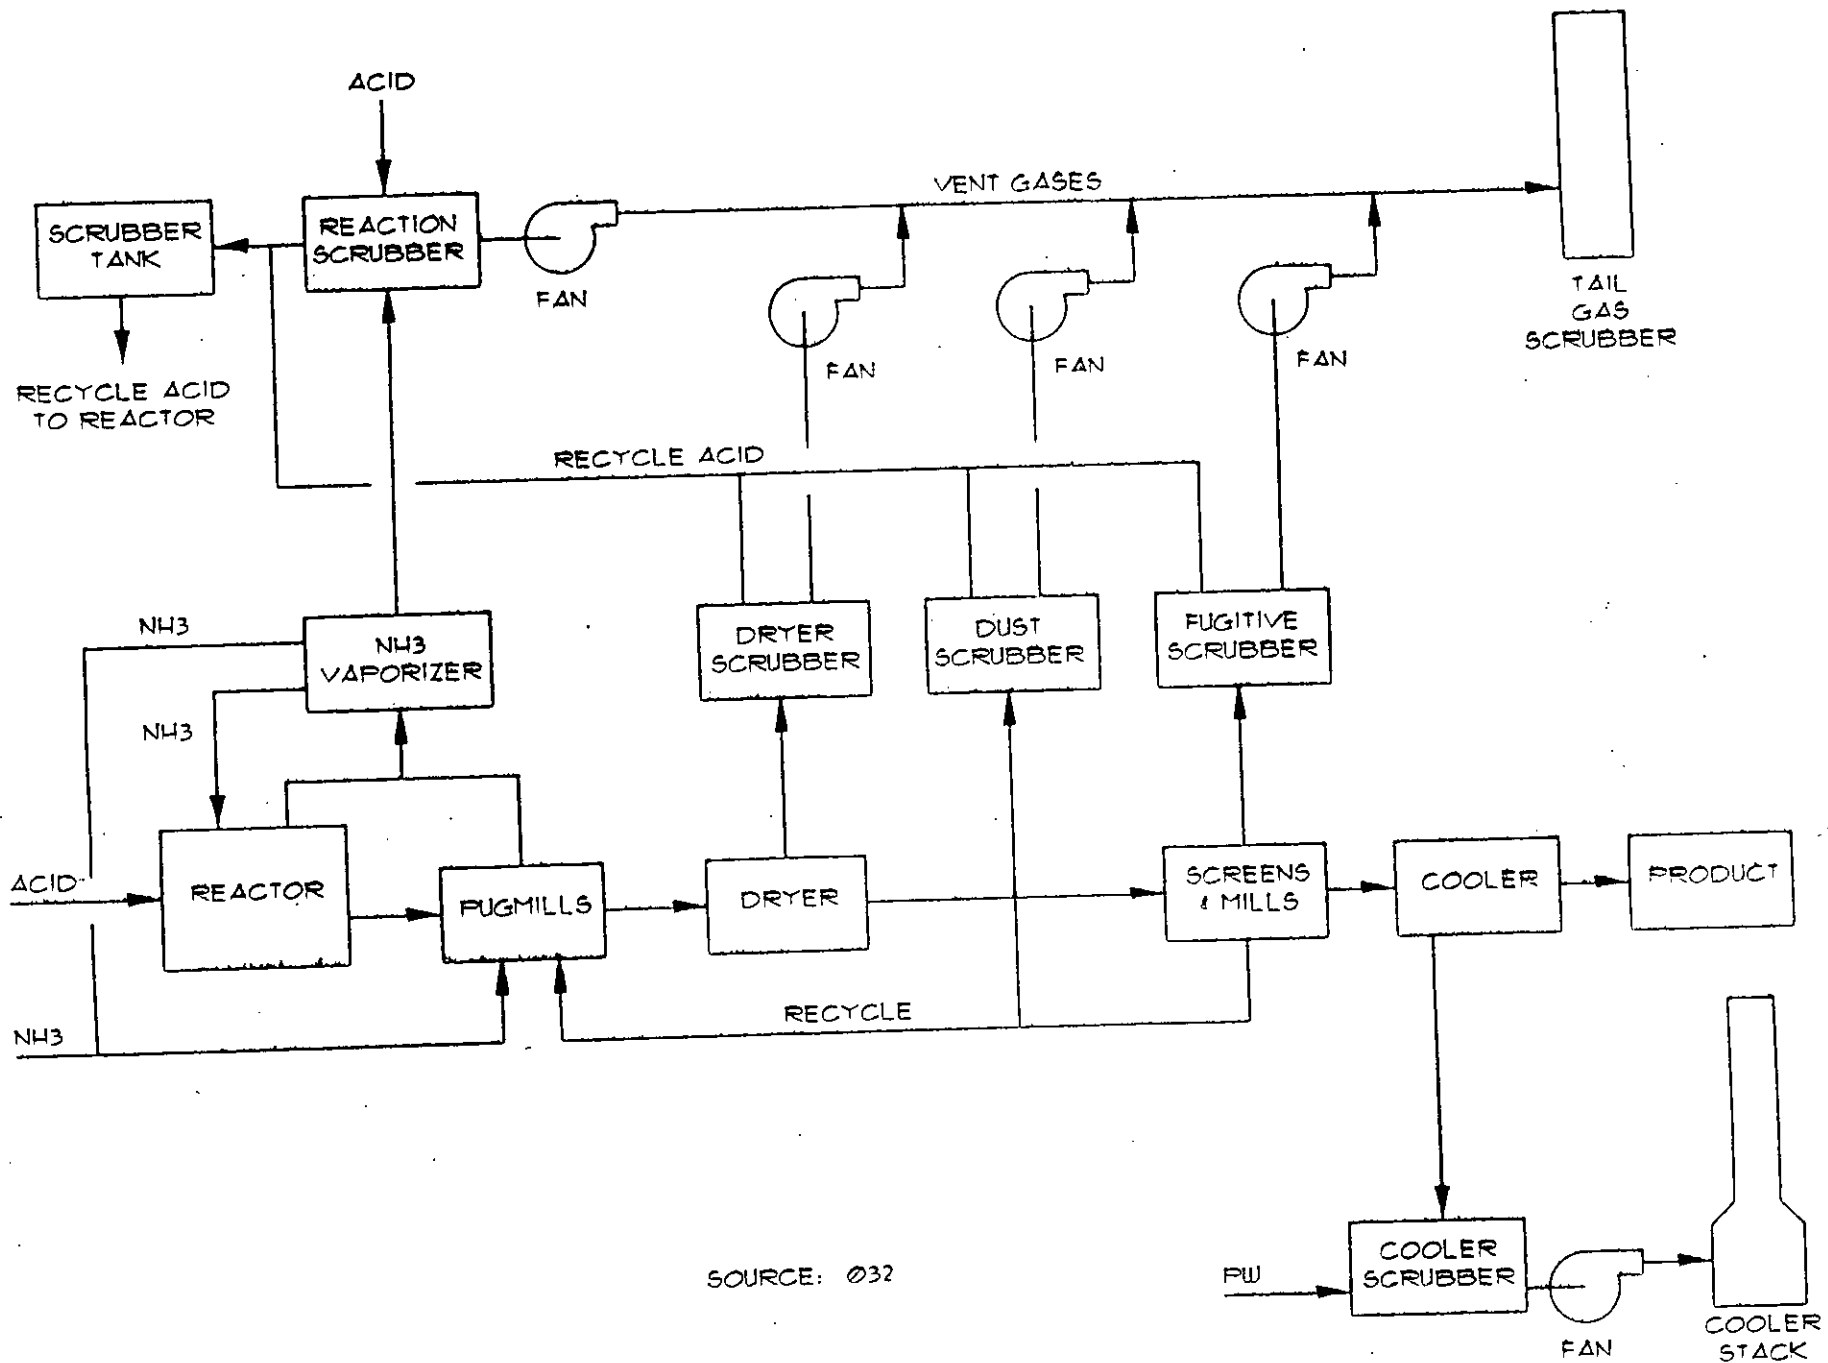 ACID
VENT GASES
SCRUBBER
TANK
REACTION
SCRUBBER
FAN
FAN
FAN
FAN
TAIL
GAS
SCRUBBER
RECYCLE ACID
TO REACTOR
RECYCLE ACID
NH3
NH3
VAPORIZER
NH3
DRYER
SCRUBBER
DUST
SCRUBBER
FUGITIVE
SCRUBBER
ACID
REACTOR
PUGMILLS
DRYER
SCREENS
& MILLS
COOLER
PRODUCT
NH3
RECYCLE
SOURCE: Ø32
PW
COOLER
SCRUBBER
FAN
COOLER
STACK